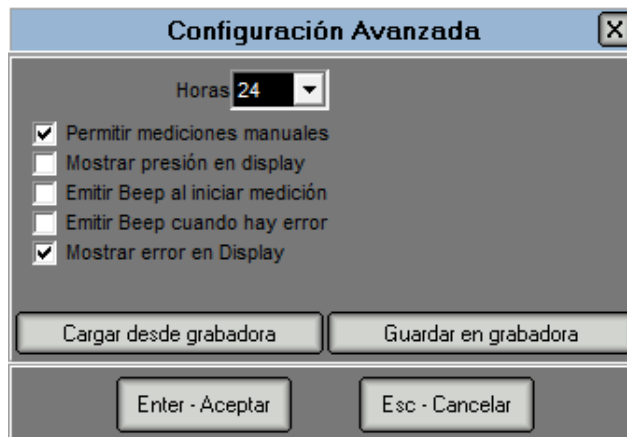 Configuración Avanzada X
Horas 24
Permitir mediciones manuales
Mostrar presión en display
Emitir Beep al iniciar medición
Emitir Beep cuando hay error
Mostrar error en Display
Cargar desde grabadora Guardar en grabadora
Enter - Aceptar Esc - Cancelar